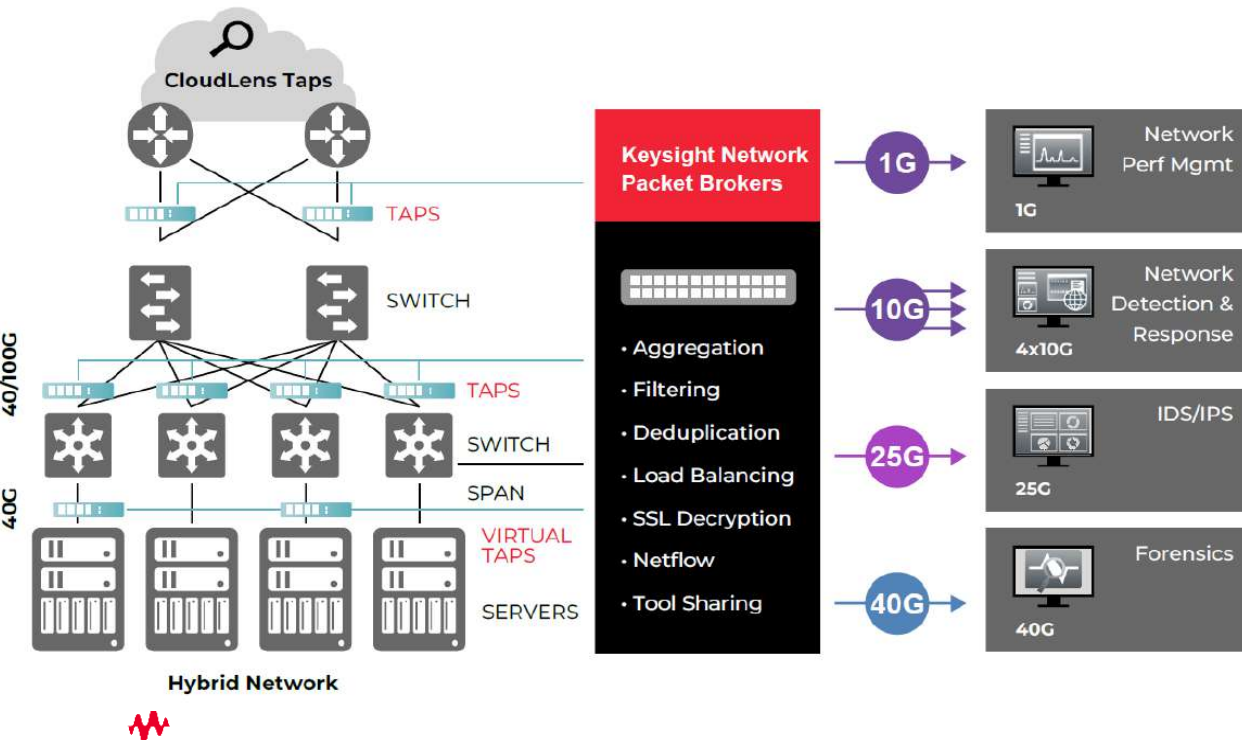 CloudLens Taps
TAPS
SWITCH
40/100G
TAPS
SWITCH
40G
SPAN
VIRTUAL
TAPS
SERVERS
Hybrid Network
Keysight Network
Packet Brokers
• Aggregation
• Filtering
• Deduplication
• Load Balancing
• SSL Decryption
• Netflow
• Tool Sharing
1G
10G
25G
40G
Network
Perf Mgmt
1G
Network
Detection &
Response
4x10G
IDS/IPS
25G
Forensics
40G